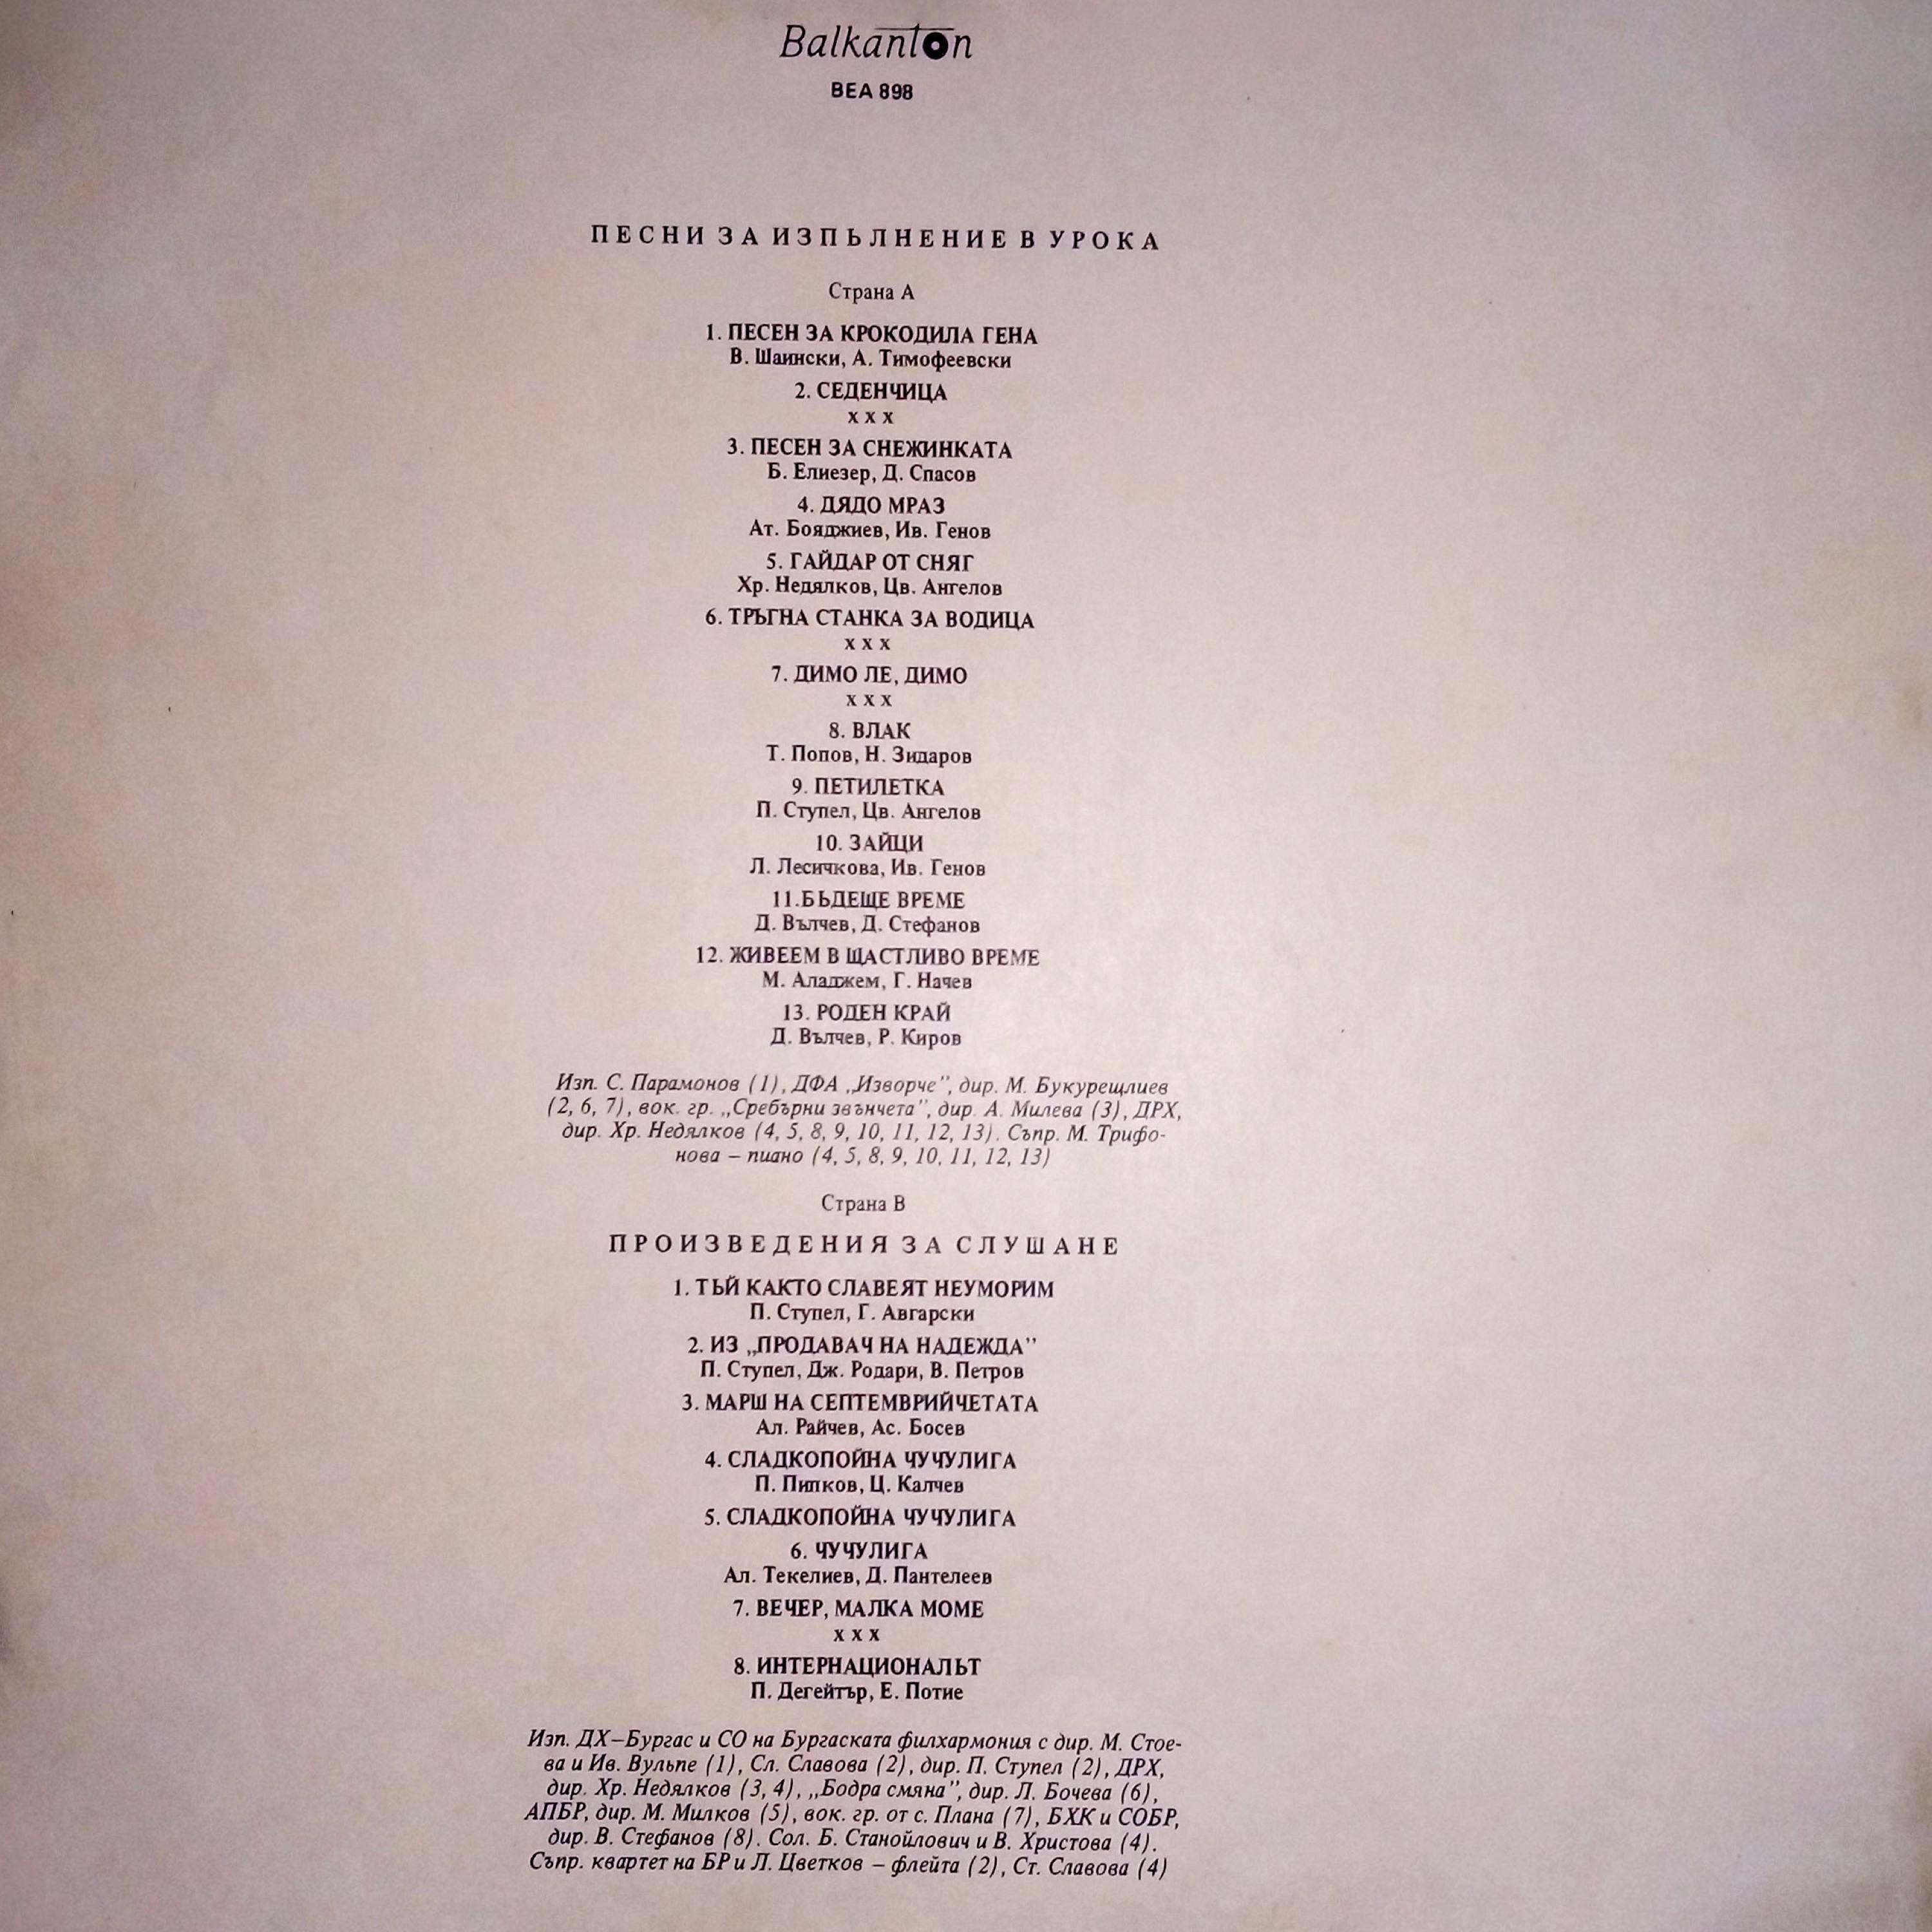 Balkanton
ВЕА 898
ПЕСНИ ЗА ИЗПЪЛНЕНИЕ В УРОКА
Страна А
1. ПЕСЕН ЗА КРОКОДИЛА ГЕНА
В. Шаински, А. Тимофеевски
2. СЕДЕНЧИЦА
х х х
3. ПЕСЕН ЗА СНЕЖИНКАТА
Б. Елиезер, Д. Спасов
4. ДЯДО МРАЗ
Ат. Бояджиев, Ив. Генов
5. ГАЙДАР ОТ СНЯГ
Хр. Недялков, Цв. Ангелов
6. ТРЪГНА СТАНКА ЗА ВОДИЦА
х х х
7. ДИМО ЛЕ, ДИМО
х х х
8. ВЛАК
Т. Попов, Н. Зидаров
9. ПЕТИЛЕТКА
П. Ступел, Цв. Ангелов
10. ЗАЙЦИ
Л. Лесичкова, Ив. Генов
11.БЪДЕЩЕ ВРЕМЕ
Д. Вълчев, Д. Стефанов
12. ЖИВЕЕМ В ЩАСТЛИВО ВРЕМЕ
М. Аладжем, Г. Начев
13. РОДЕН КРАЙ
Д. Вълчев, Р. Киров
Изп. С. Парамонов (1), ДФА „Изворче”, дир. М. Букурещлиев
(2, 6, 7), вок. гр. „Сребърни звънчета”, дир. А. Милева (3), ДРХ,
дир. Хр. Недялков (4, 5, 8, 9, 10, 11, 12, 13). Съпр. М. Трифо-
нова – пиано (4, 5, 8, 9, 10, 11, 12, 13)
Страна В
ПРОИЗВЕДЕНИЯ ЗА СЛУШАНЕ
1. ТЪЙ КАКТО СЛАВЕЯТ НЕУМОРИМ
П. Ступел, Г. Авгарски
2. ИЗ „ПРОДАВАЧ НА НАДЕЖДА”
П. Ступел, Дж. Родари, В. Петров
3. МАРШ НА СЕПТЕМВРИЙЧЕТАТА
Ал. Райчев, Ас. Босев
4. СЛАДКОПОЙНА ЧУЧУЛИГА
П. Пипков, Ц. Калчев
5. СЛАДКОПОЙНА ЧУЧУЛИГА
6. ЧУЧУЛИГА
Ал. Текелиев, Д. Пантелеев
7. ВЕЧЕР, МАЛКА МОМЕ
х х х
8. ИНТЕРНАЦИОНАЛЪТ
П. Дегейтър, Е. Потие
Изп. ДХ–Бургас и СО на Бургаската филхармония с дир. М. Стое-
ва и Ив. Вульпе (1), Сл. Славова (2), дир. П. Ступел (2), ДРХ,
дир. Хр. Недялков (3, 4), „Бодра смяна”, дир. Л. Бочева (6),
АПБР, дир. М. Милков (5), вок. гр. от с. Плана (7), БХК и СОБР,
дир. В. Стефанов (8). Сол. Б. Станойлович и В. Христова (4).
Съпр. квартет на БР и Л. Цветков – флейта (2), Ст. Славова (4)